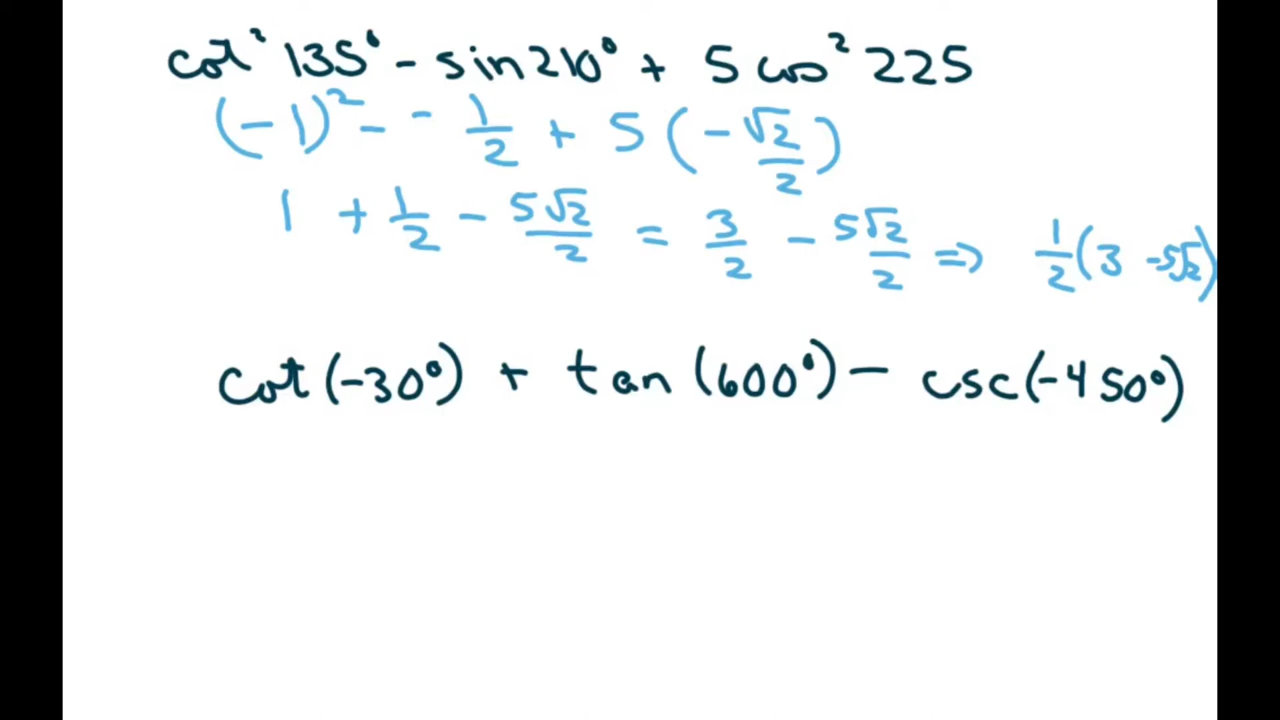 cot² 135° - sin 210° + 5 cos² 225
(-1)² - - 1/2 + 5 (-√2/2)
1 + 1/2 - 5√2/2 = 3/2 - 5√2/2 => 1/2(3 - 5√2)
cot(-30°) + tan(600°) - csc(-450°)